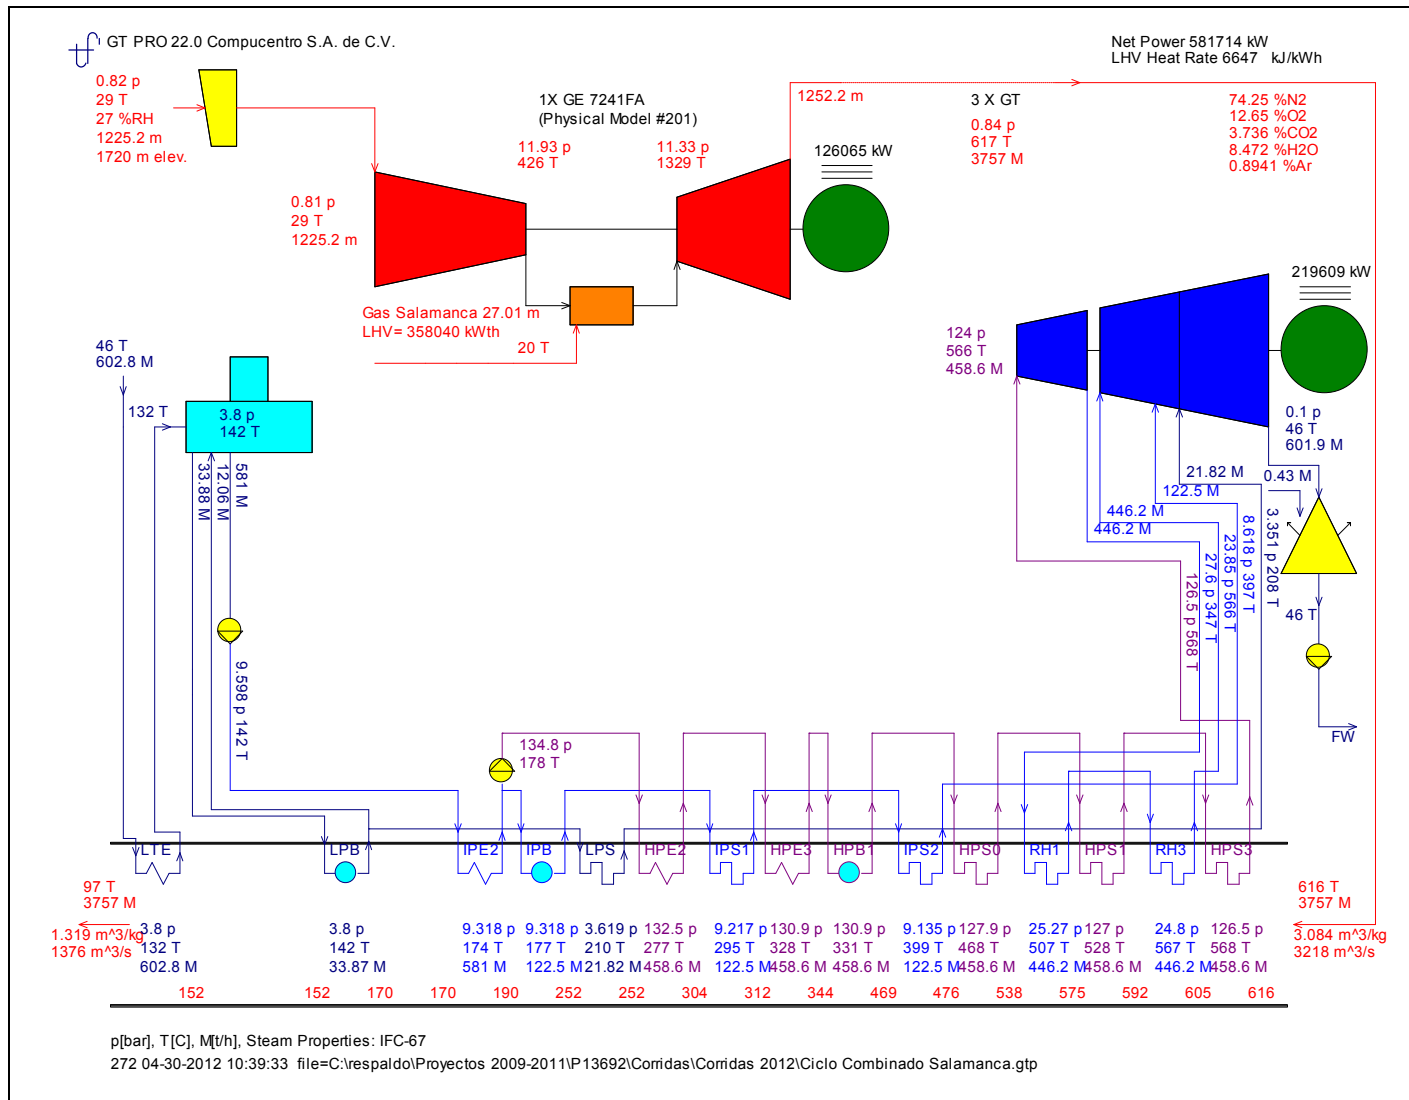 GT PRO 22.0 Compucentro S.A. de C.V.
Net Power 581714 kW
LHV Heat Rate 6647 kJ/kWh
0.82 p
29 T
27 %RH
1225.2 m
1720 m elev.
1X GE 7241FA
(Physical Model #201)
11.93 p
426 T
11.33 p
1329 T
1252.2 m
3 X GT
0.84 p
617 T
3757 M
74.25 %N2
12.65 %O2
3.736 %CO2
8.472 %H2O
0.8941 %Ar
126065 kW
0.81 p
29 T
1225.2 m
219609 kW
Gas Salamanca 27.01 m
LHV= 358040 kWth
20 T
124 p
566 T
458.6 M
46 T
602.8 M
132 T
3.8 p
142 T
0.1 p
46 T
601.9 M
33.88 M
12.06 M
581 M
21.82 M
0.43 M
122.5 M
446.2 M
446.2 M
126.5 p 568 T
27.6 p 347 T
23.85 p 566 T
8.618 p 397 T
3.351 p 208 T
46 T
9.598 p 142 T
FW
134.8 p
178 T
LTE
LPB
IPE2
IPB
LPS
HPE2
IPS1
HPE3
HPB1
IPS2
HPS0
RH1
HPS1
RH3
HPS3
97 T
3757 M
616 T
3757 M
1.319 m^3/kg
1376 m^3/s
3.084 m^3/kg
3218 m^3/s
3.8 p
132 T
602.8 M
3.8 p
142 T
33.87 M
9.318 p
174 T
581 M
9.318 p
177 T
122.5 M
3.619 p
210 T
21.82 M
132.5 p
277 T
458.6 M
9.217 p
295 T
122.5 M
130.9 p
328 T
458.6 M
130.9 p
331 T
458.6 M
9.135 p
399 T
122.5 M
127.9 p
468 T
458.6 M
25.27 p
507 T
446.2 M
127 p
528 T
458.6 M
24.8 p
567 T
446.2 M
126.5 p
568 T
458.6 M
152 152 170 170 190 252 252 304 312 344 469 476 538 575 592 605 616
p[bar], T[C], M[t/h], Steam Properties: IFC-67
272 04-30-2012 10:39:33 file=C:\respaldo\Proyectos 2009-2011\P13692\Corridas\Corridas 2012\Ciclo Combinado Salamanca.gtp